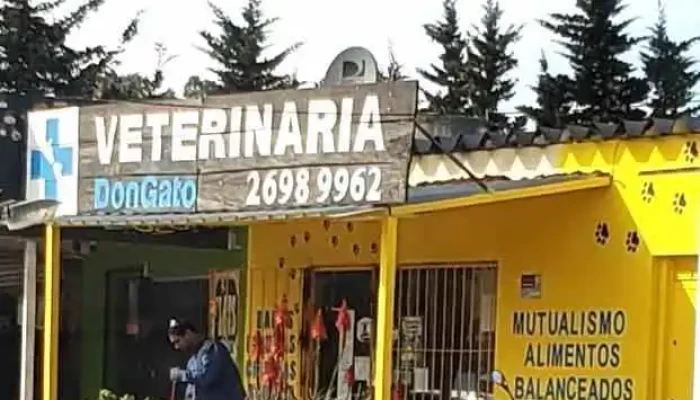 VETERINARIA
DonGato
2698 9962
MUTUALISMO
ALIMENTOS
BALANCEADOS